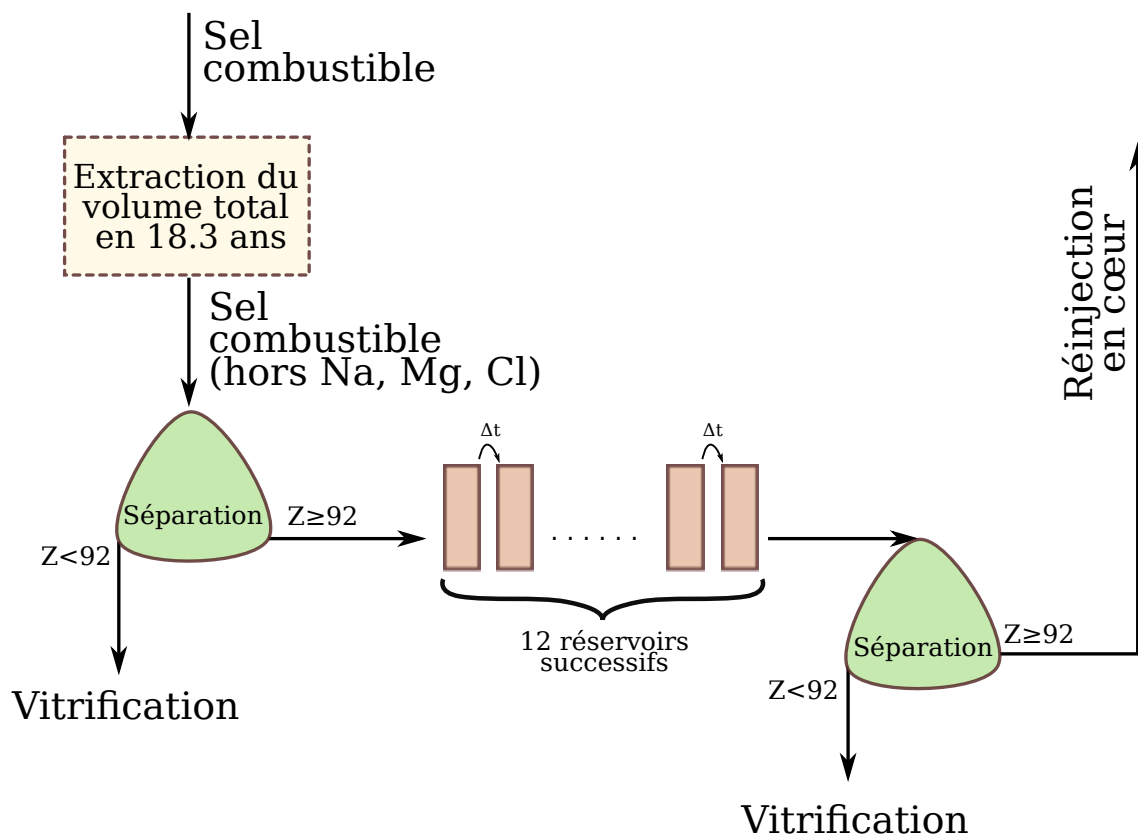 Sel
combustible
Extraction du
volume total
en 18.3 ans
Sel
combustible
(hors Na, Mg, Cl)
Séparation
Z<92
Z≥92
Vitrification
Δt
Δt
. . . . . .
12 réservoirs
successifs
Séparation
Z≥92
Z<92
Vitrification
Réinjection
en cœur